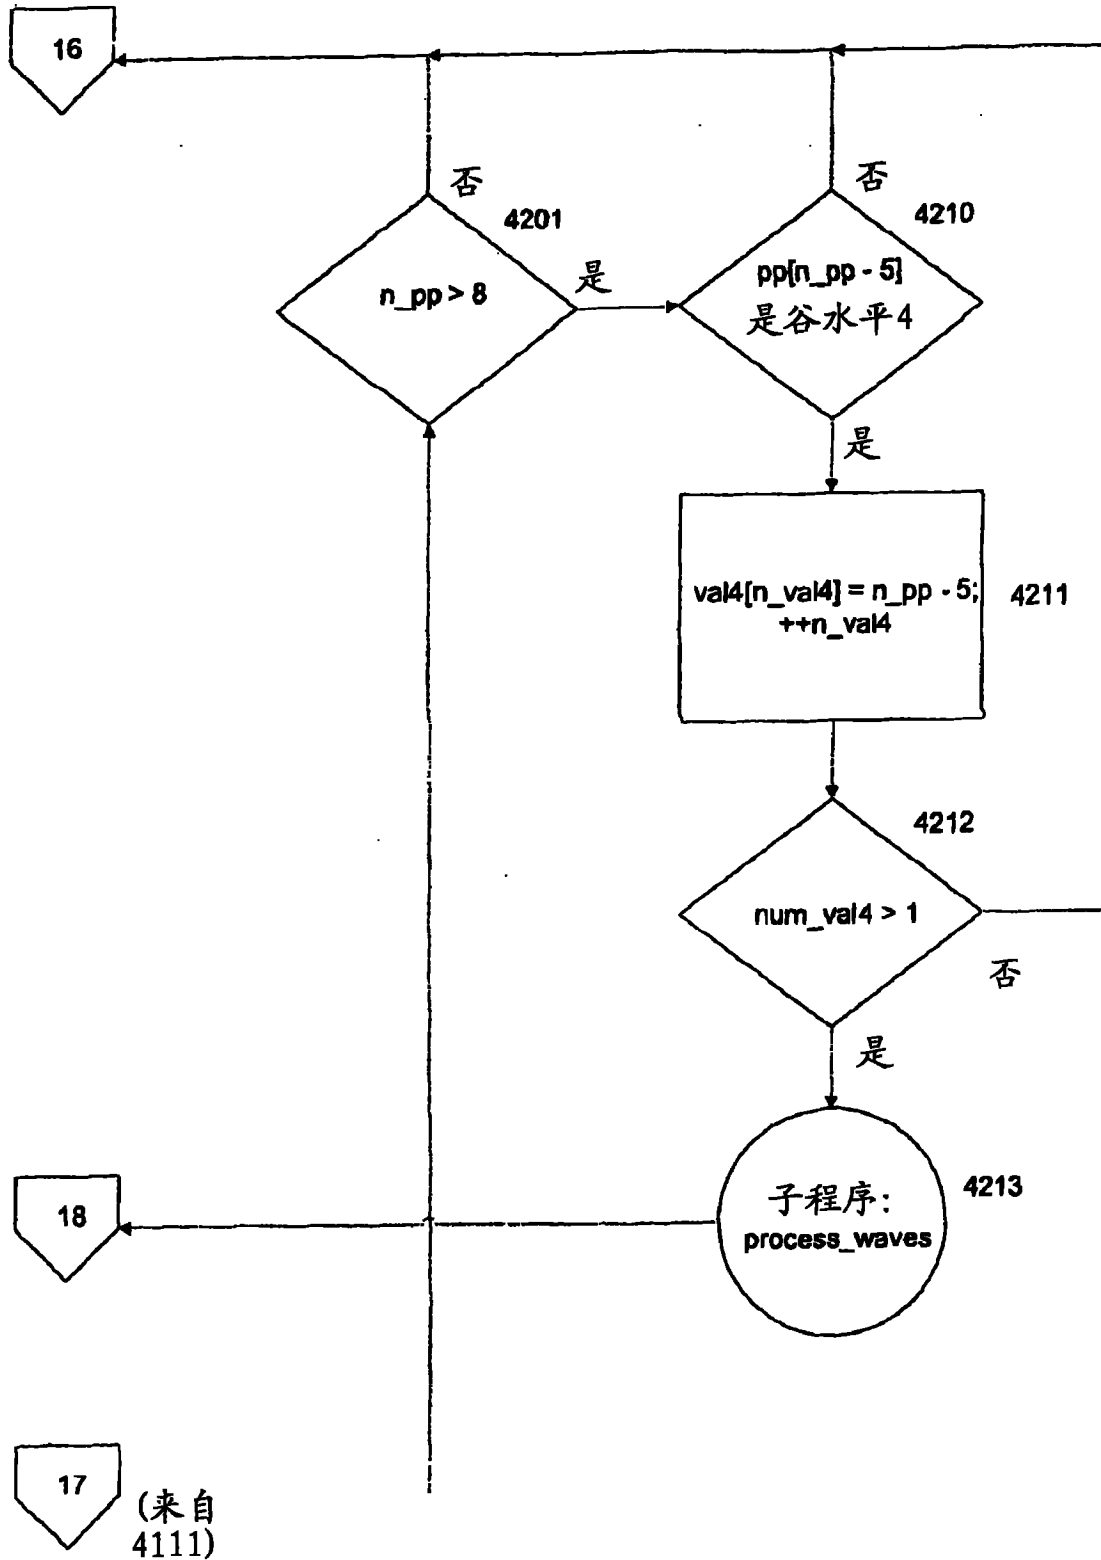 16
否
否
4201
4210
是
n_pp > 8
pp[n_pp - 5]
是谷水平4
是
val4[n_val4] = n_pp - 5;
++n_val4
4211
4212
num_val4 > 1
否
是
18
4213
子程序:
process_waves
17
(来自
4111)